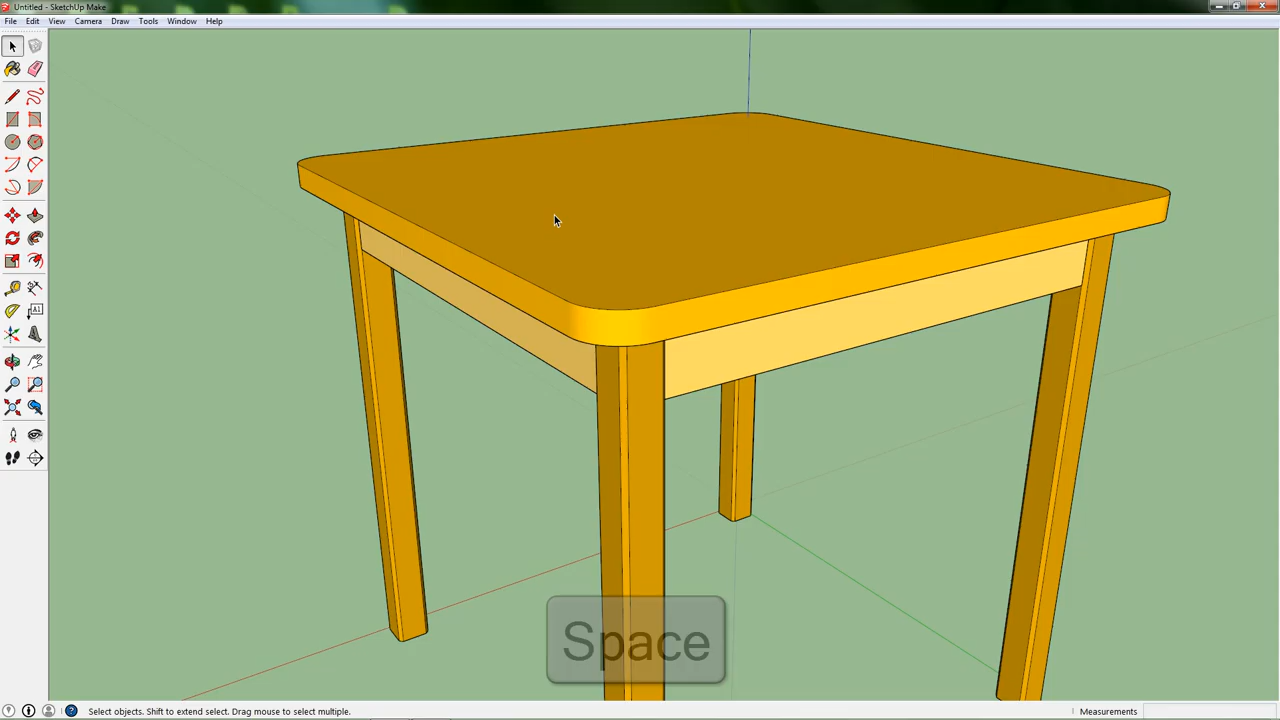 Untitled - SketchUp Make
File Edit View Camera Draw Tools Window Help
A1
Space
Select objects. Shift to extend select. Drag mouse to select multiple. Measurements